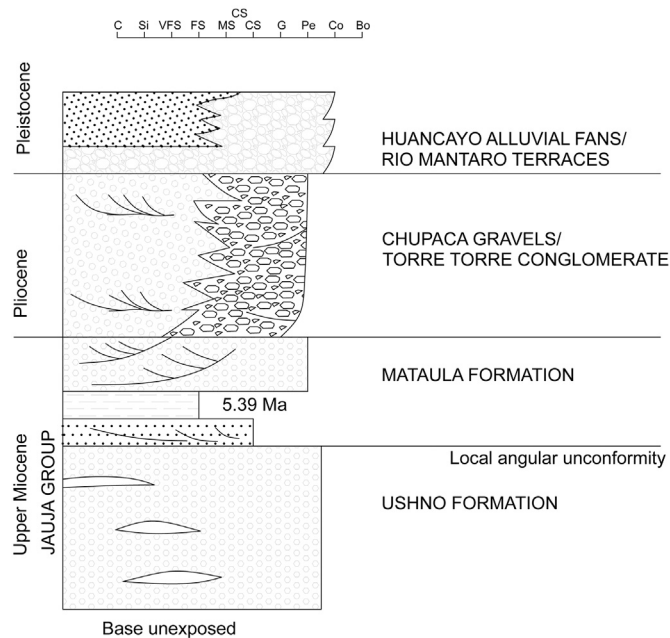 CS
C Si VFS FS MS CS G Pe Co Bo
Pleistocene
HUANCAYO ALLUVIAL FANS/
RIO MANTARO TERRACES
Pliocene
CHUPACA GRAVELS/
TORRE TORRE CONGLOMERATE
MATAULA FORMATION
5.39 Ma
Upper Miocene
JAUJA GROUP
Local angular unconformity
USHNO FORMATION
Base unexposed